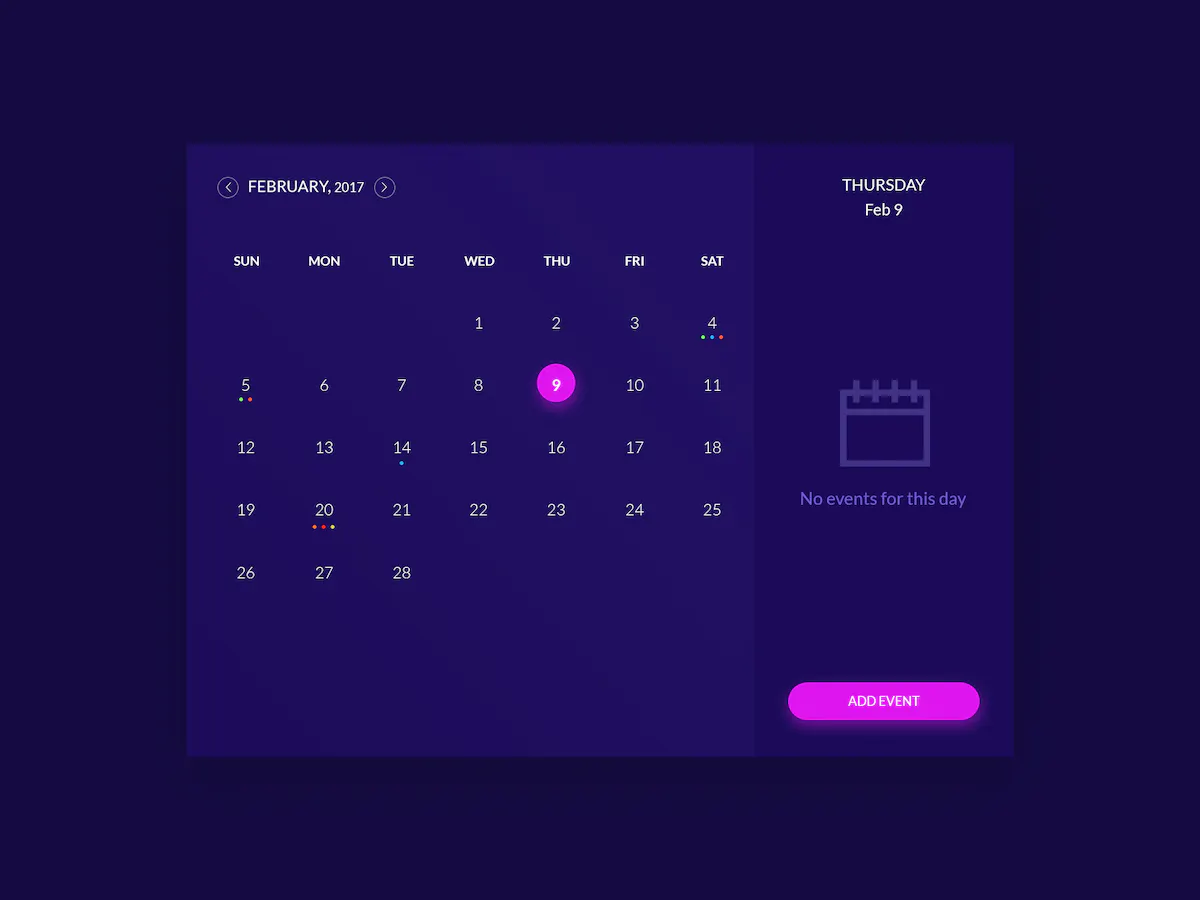 FEBRUARY, 2017
SUN MON TUE WED THU FRI SAT
1 2 3 4
5 6 7 8 9 10 11
12 13 14 15 16 17 18
19 20 21 22 23 24 25
26 27 28
THURSDAY
Feb 9
No events for this day
ADD EVENT